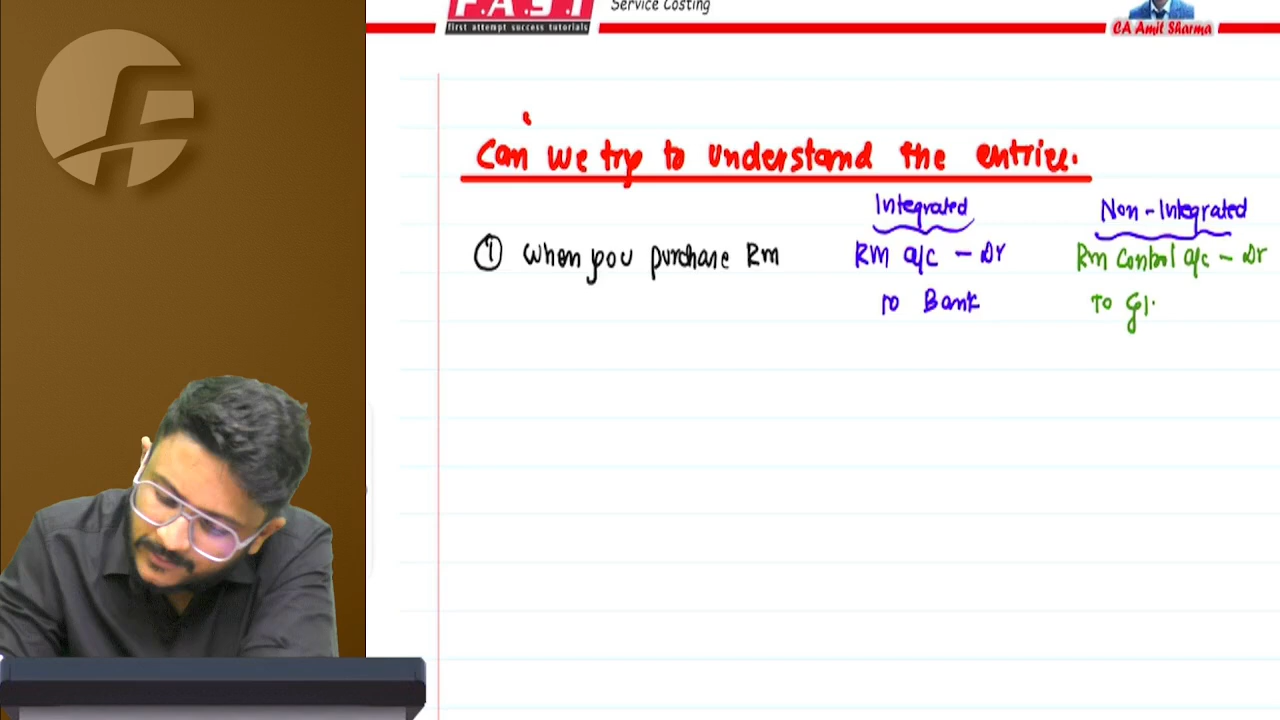 F.A.S.T
first attempt success tutorials
Service Costing
CA Amit Sharma
Can we try to understand the entries.
Integrated
Non-Integrated
① When you purchase Rm
RM a/c - Dr
Rm Control a/c - Dr
To Bank
To Gl.